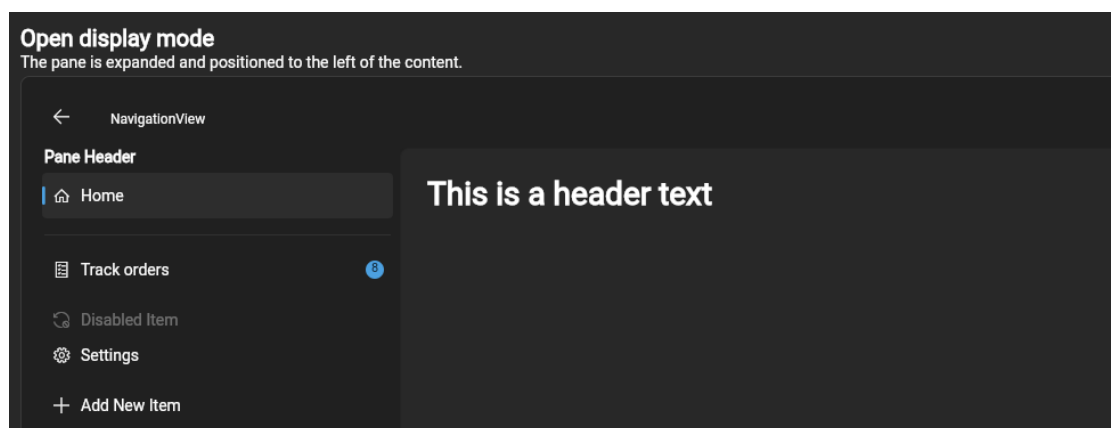 Open display mode
The pane is expanded and positioned to the left of the content.
NavigationView
Pane Header
Home
This is a header text
Track orders 8
Disabled Item
Settings
Add New Item